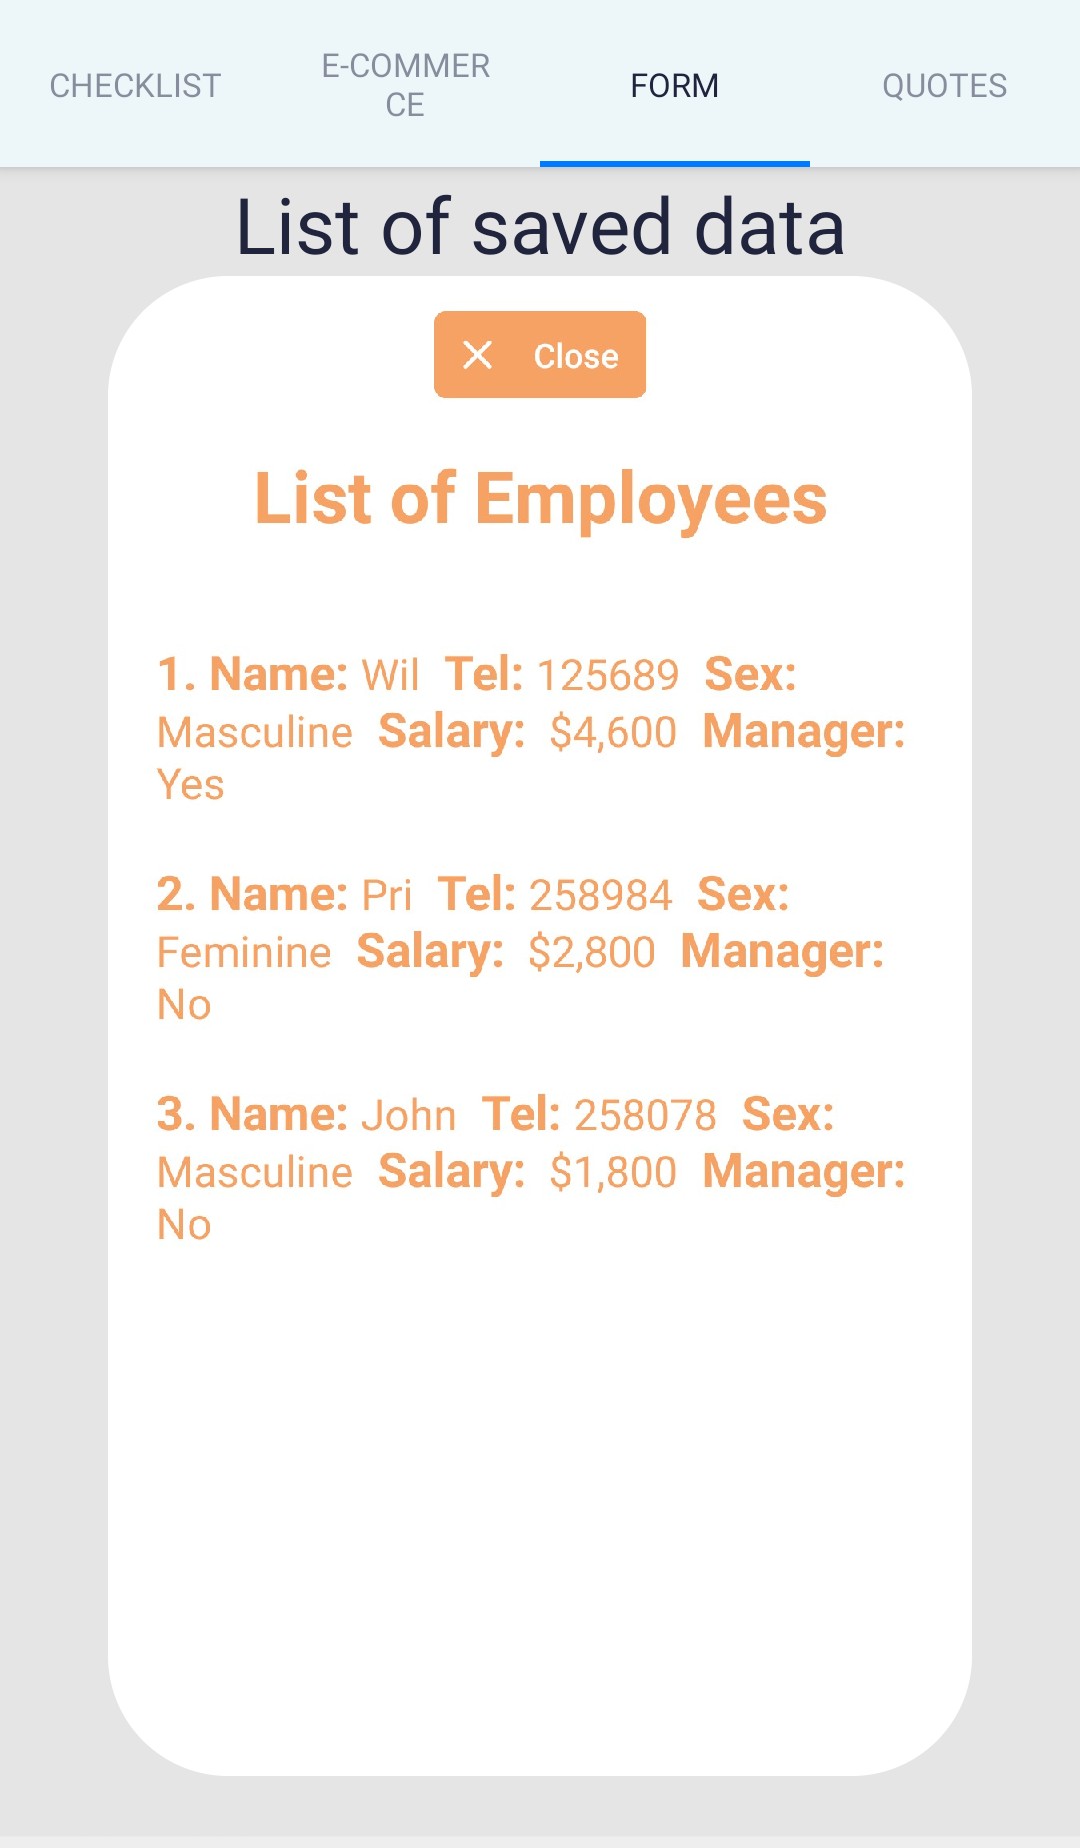 CHECKLIST
E-COMMER
CE
FORM
QUOTES
List of saved data
Close
List of Employees
1. Name: Wil Tel: 125689 Sex:
Masculine Salary: $4,600 Manager:
Yes
2. Name: Pri Tel: 258984 Sex:
Feminine Salary: $2,800 Manager:
No
3. Name: John Tel: 258078 Sex:
Masculine Salary: $1,800 Manager:
No